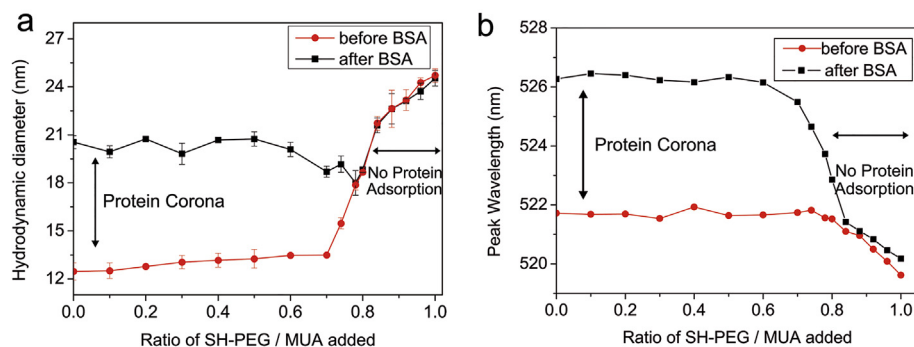 a
Hydrodynamic diameter (nm)
27
24
21
18
15
12
before BSA
after BSA
Protein Corona
No Protein
Adsorption
0.0 0.2 0.4 0.6 0.8 1.0
Ratio of SH-PEG / MUA added
b
Peak Wavelength (nm)
528
526
524
522
520
before BSA
after BSA
Protein Corona
No Protein
Adsorption
0.0 0.2 0.4 0.6 0.8 1.0
Ratio of SH-PEG / MUA added